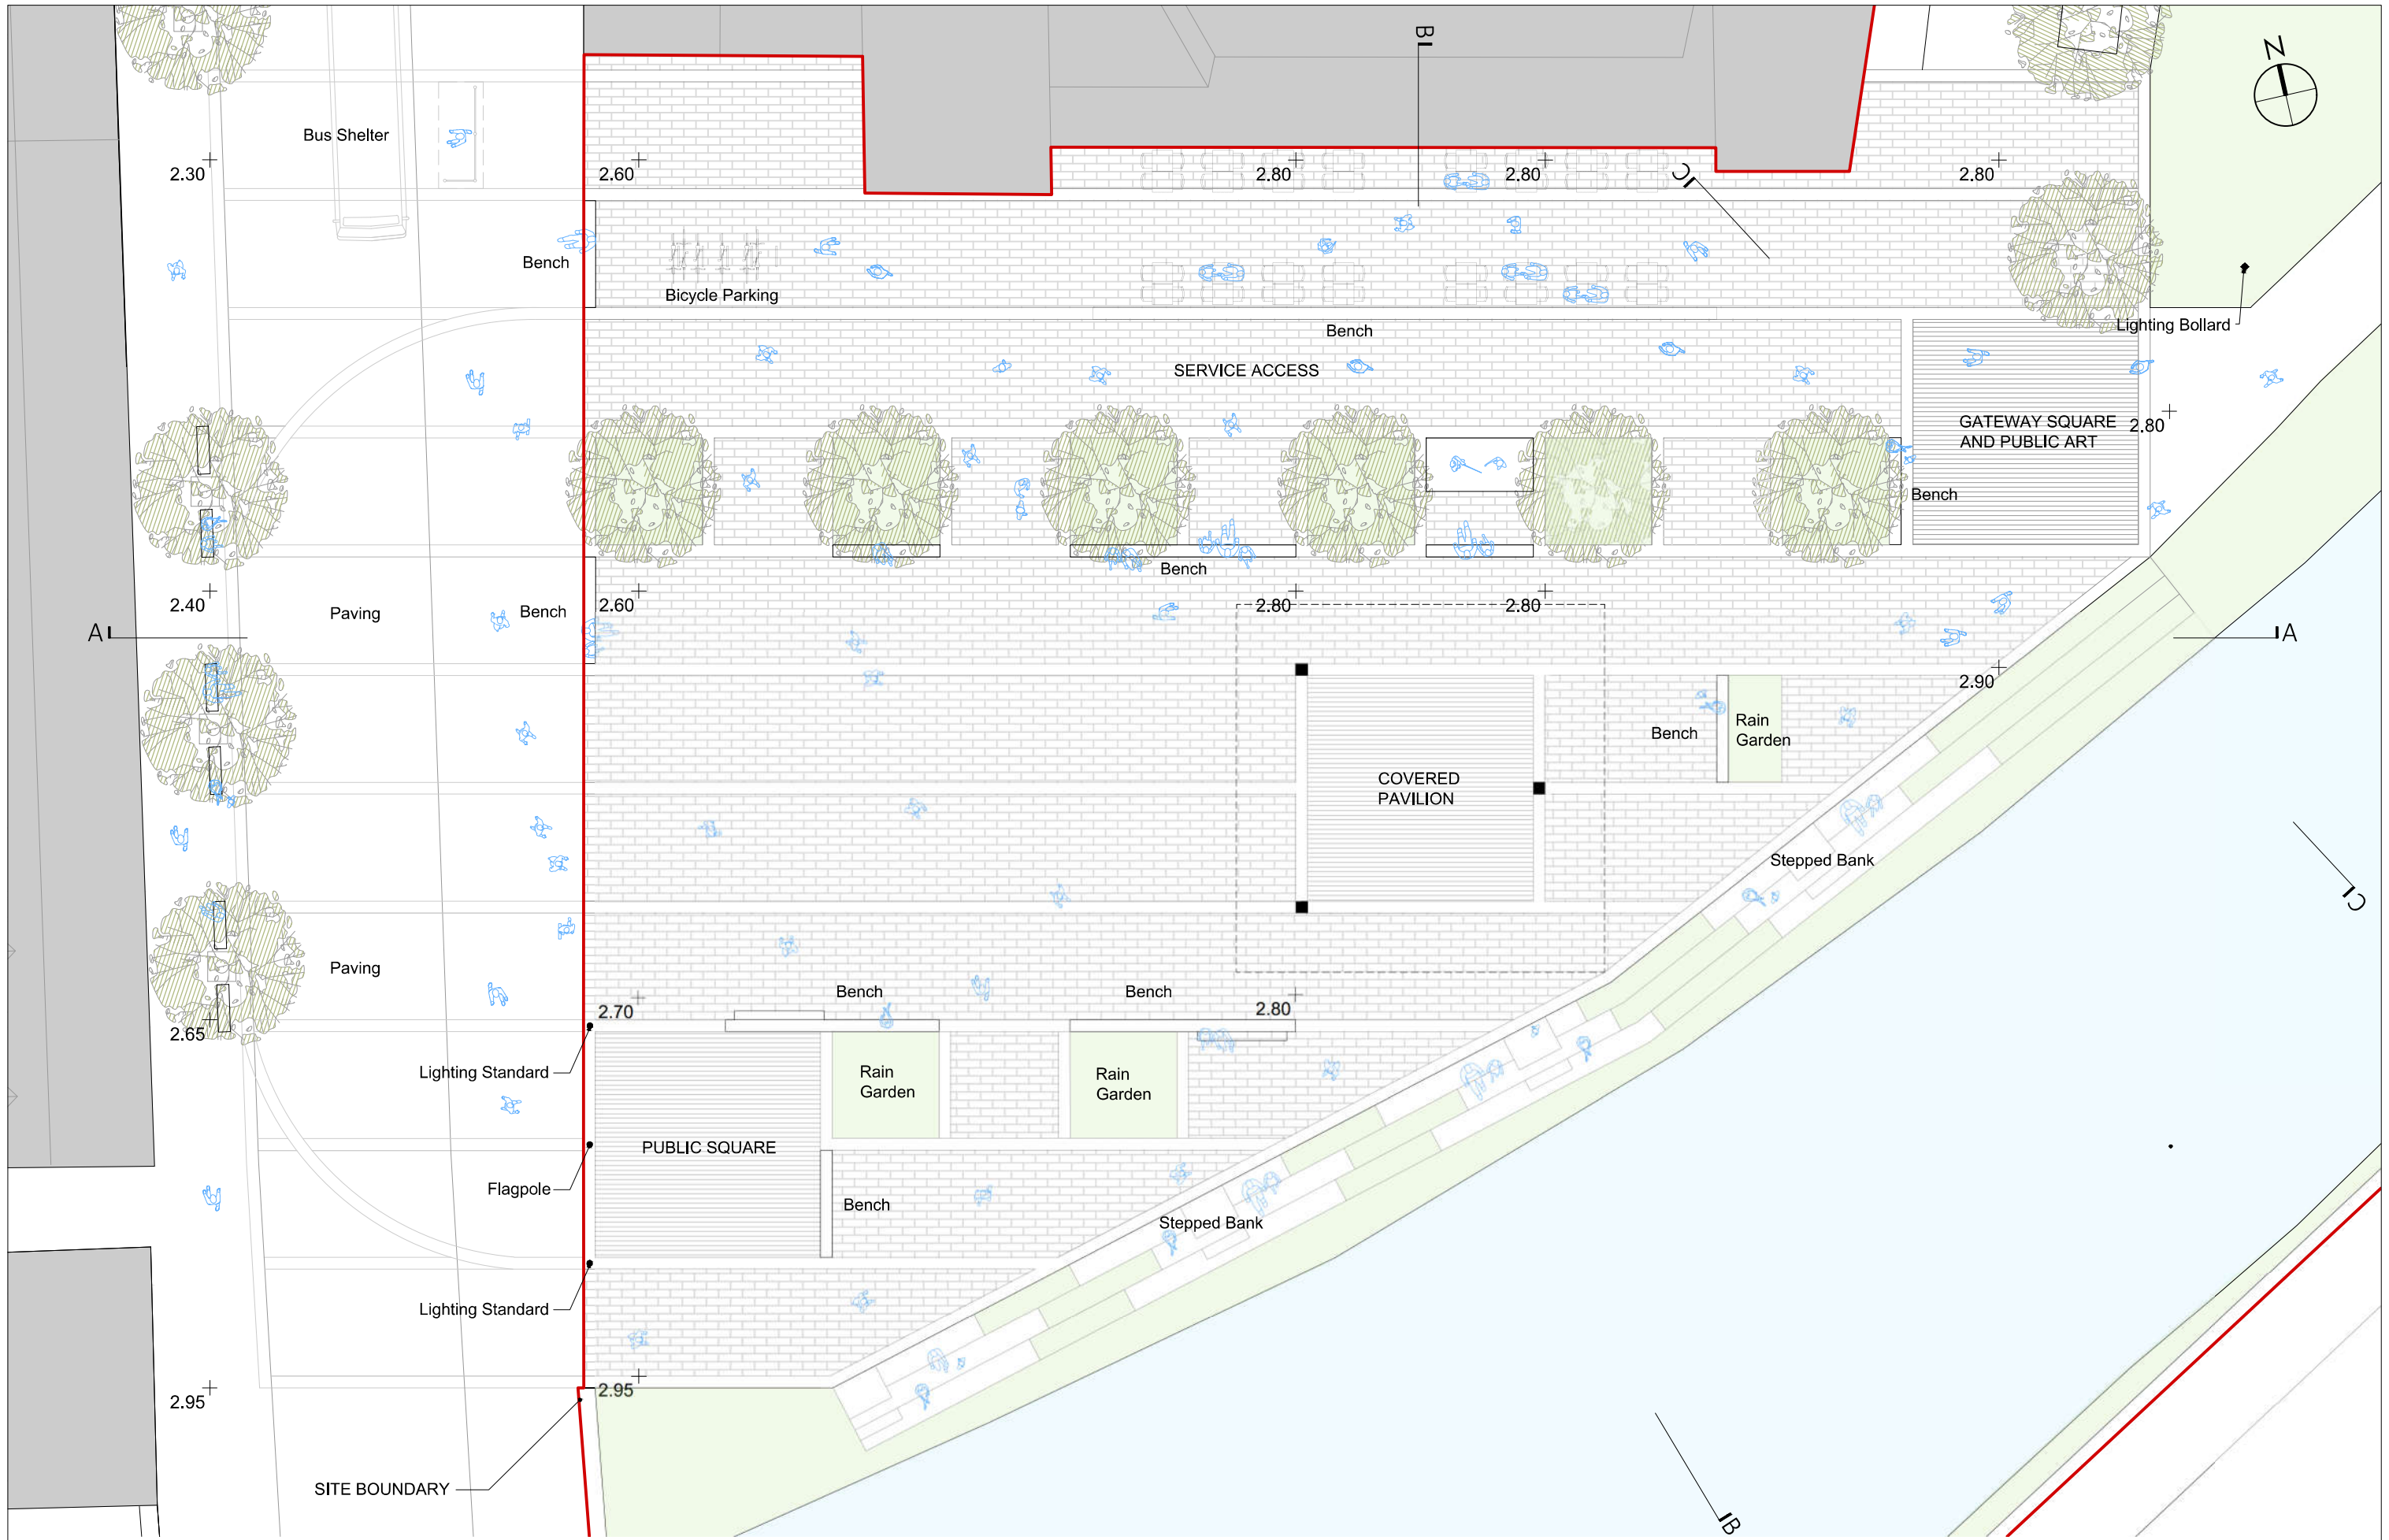 B
N
Bus Shelter
2.30
2.60
2.80
2.80
2.80
C
Bench
Bicycle Parking
Lighting Bollard
Bench
SERVICE ACCESS
GATEWAY SQUARE
AND PUBLIC ART
2.80
Bench
Bench
2.40
Paving
Bench
2.60
2.80
2.80
A
A
2.90
Bench
Rain
Garden
COVERED
PAVILION
Stepped Bank
C
Paving
Bench
Bench
2.70
2.80
2.65
Lighting Standard
Rain
Garden
Rain
Garden
PUBLIC SQUARE
Flagpole
Bench
Stepped Bank
Lighting Standard
2.95
2.95
SITE BOUNDARY
B